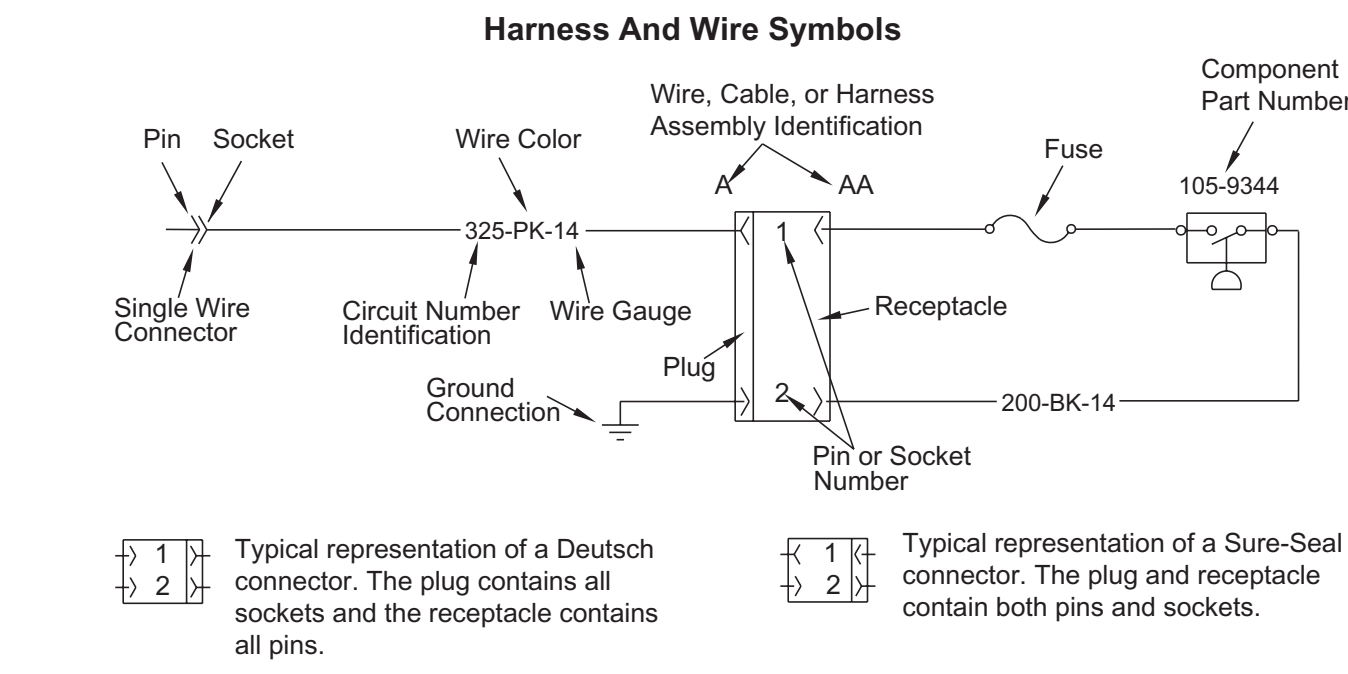 Harness And Wire Symbols
Component
Part Number
Wire, Cable, or Harness
Assembly Identification
Pin
Socket
Wire Color
Fuse
A
AA
105-9344
325-PK-14
1
Single Wire
Connector
Circuit Number
Identification
Wire Gauge
Receptacle
Plug
Ground
Connection
2
200-BK-14
Pin or Socket
Number
1
2
Typical representation of a Deutsch
connector. The plug contains all
sockets and the receptacle contains
all pins.
1
2
Typical representation of a Sure-Seal
connector. The plug and receptacle
contain both pins and sockets.